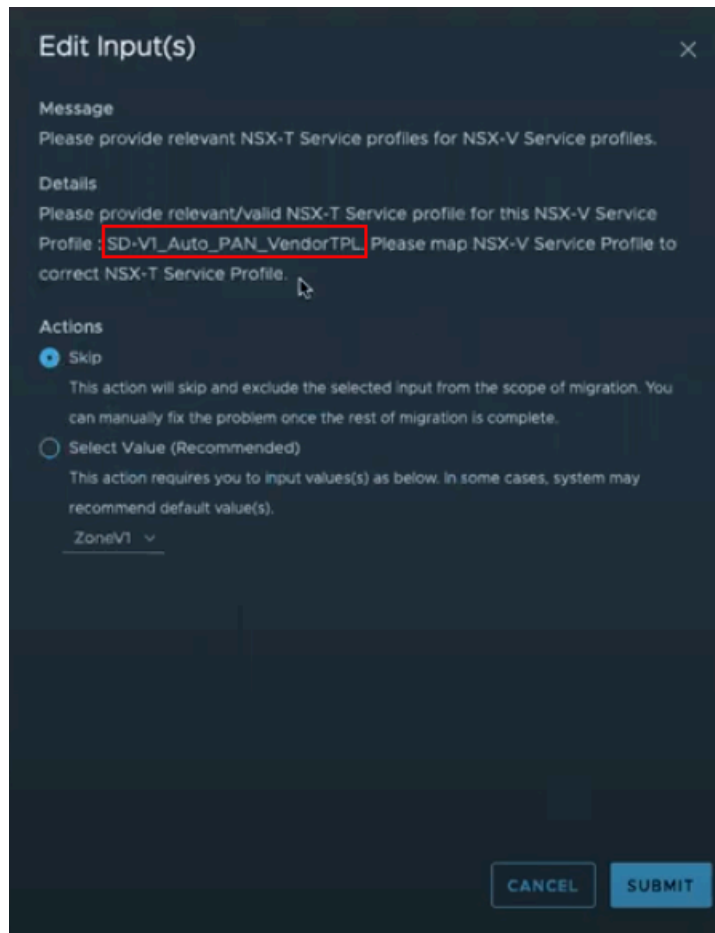 Edit Input(s)
Message
Please provide relevant NSX-T Service profiles for NSX-V Service profiles.
Details
Please provide relevant/valid NSX-T Service profile for this NSX-V Service
Profile : SD-V1_Auto_PAN_VendorTPL. Please map NSX-V Service Profile to
correct NSX-T Service Profile.
Actions
Skip
This action will skip and exclude the selected input from the scope of migration. You
can manually fix the problem once the rest of migration is complete.
Select Value (Recommended)
This action requires you to input values(s) as below. In some cases, system may
recommend default value(s).
ZoneV1
CANCEL SUBMIT